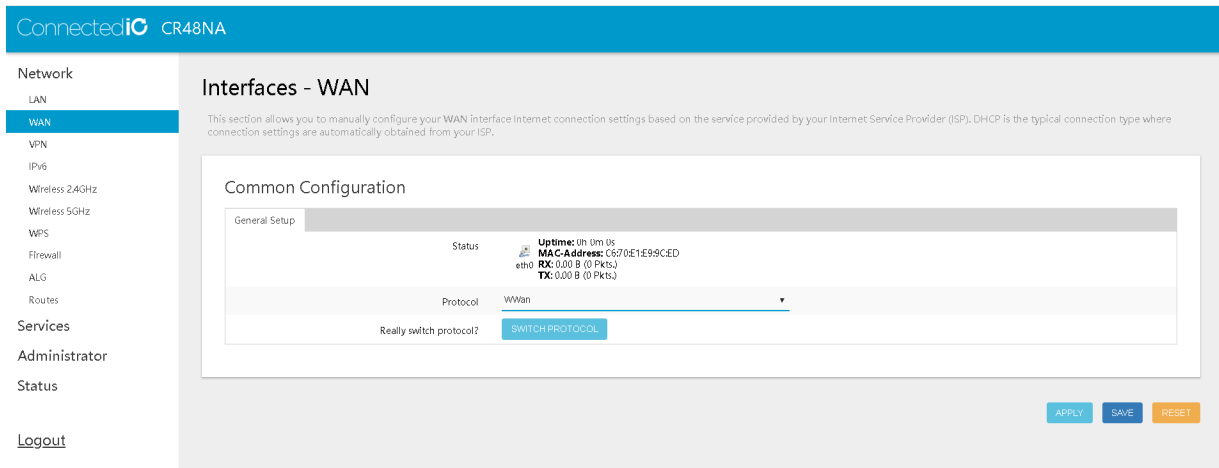 ConnectediO CR48NA
Network
LAN
WAN
VPN
IPv6
Wireless 2.4GHz
Wireless 5GHz
WPS
Firewall
ALG
Routes
Services
Administrator
Status
Logout
Interfaces - WAN
This section allows you to manually configure your WAN interface Internet connection settings based on the service provided by your Internet Service Provider (ISP). DHCP is the typical connection type where
connection settings are automatically obtained from your ISP.
Common Configuration
General Setup
Status
eth0
Uptime: 0h 0m 0s
MAC-Address: C6:70:E1:E9:9C:ED
RX: 0.00 B (0 Pkts.)
TX: 0.00 B (0 Pkts.)
Protocol WWan
Really switch protocol? SWITCH PROTOCOL
APPLY SAVE RESET